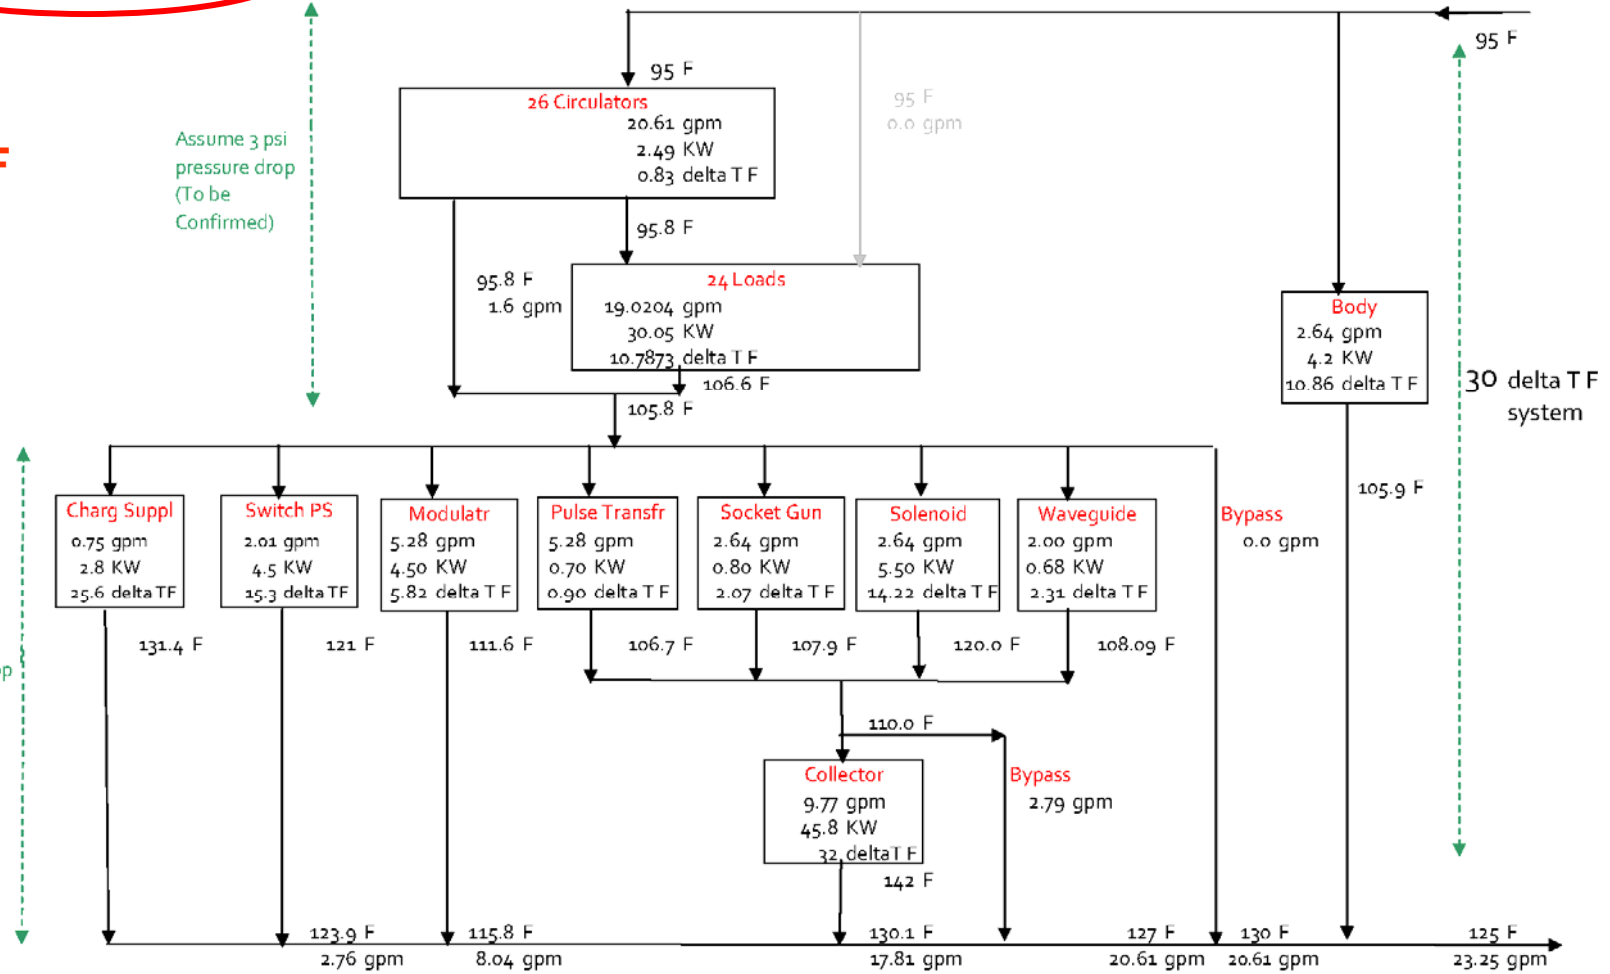 95 F
95 F
26 Circulators
20.61 gpm
2.49 KW
0.83 delta T F
95 F
0.0 gpm
Assume 3 psi
pressure drop
(To be
Confirmed)
F
95.8 F
95.8 F
1.6 gpm
24 Loads
19.0204 gpm
30.05 KW
10.7873 delta T F
106.6 F
105.8 F
Body
2.64 gpm
4.2 KW
10.86 delta T F
30 delta T F
system
105.9 F
Charg Suppl
0.75 gpm
2.8 KW
25.6 delta TF
Switch PS
2.01 gpm
4.5 KW
15.3 delta TF
Modulatr
5.28 gpm
4.50 KW
5.82 delta T F
Pulse Transfr
5.28 gpm
0.70 KW
0.90 delta T F
Socket Gun
2.64 gpm
0.80 KW
2.07 delta T F
Solenoid
2.64 gpm
5.50 KW
14.22 delta T F
Waveguide
2.00 gpm
0.68 KW
2.31 delta T F
Bypass
0.0 gpm
131.4 F
121 F
111.6 F
106.7 F
107.9 F
120.0 F
108.09 F
op
110.0 F
Collector
9.77 gpm
45.8 KW
32 deltaT F
Bypass
2.79 gpm
142 F
123.9 F
2.76 gpm
115.8 F
8.04 gpm
130.1 F
17.81 gpm
127 F
20.61 gpm
130 F
20.61 gpm
125 F
23.25 gpm